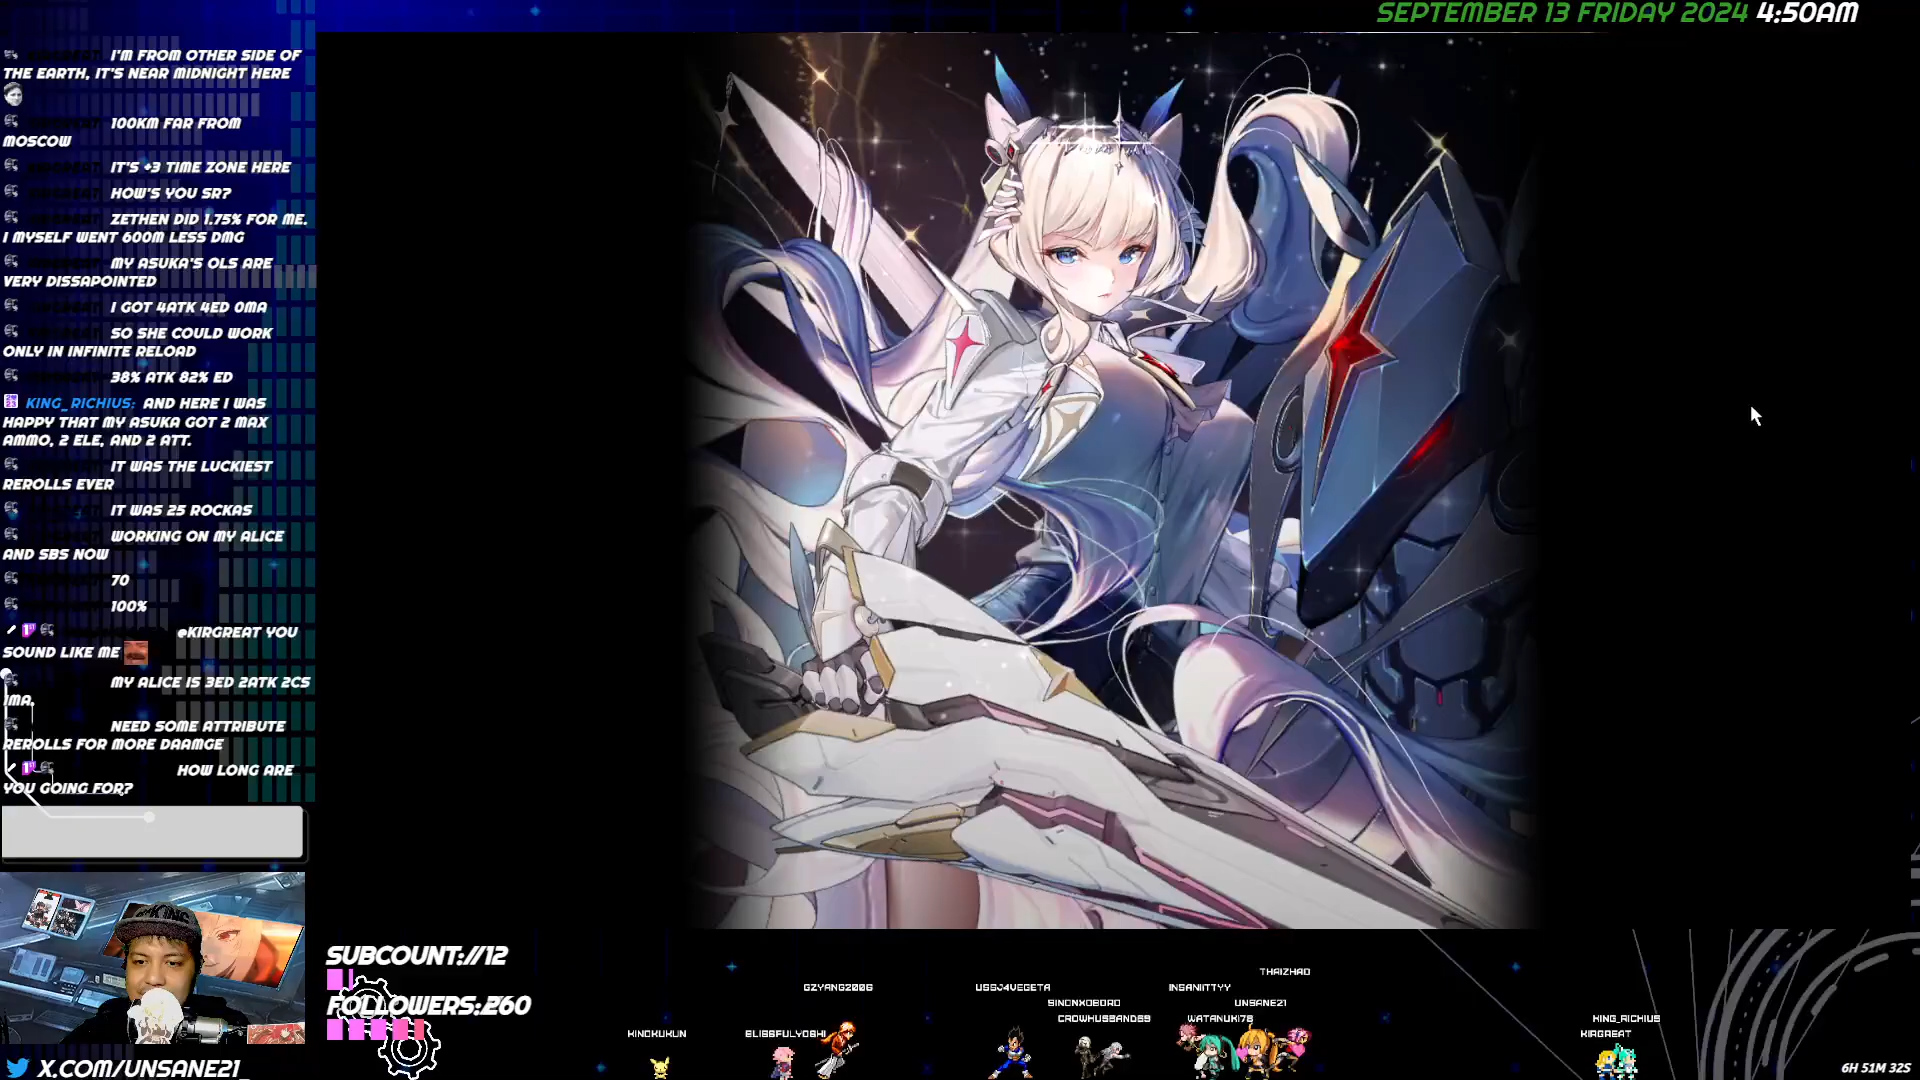 SEPTEMBER 13 FRIDAY 2024 4:50AM
I'M FROM OTHER SIDE OF
THE EARTH, IT'S NEAR MIDNIGHT HERE
100KM FAR FROM
MOSCOW
IT'S +3 TIME ZONE HERE
HOW'S YOU SR?
ZETHEN DID 1.75% FOR ME.
I MYSELF WENT 600M LESS DMG
MY ASUKA'S OLS ARE
VERY DISSAPOINTED
I GOT 4ATK 4ED 0MA
SO SHE COULD WORK
ONLY IN INFINITE RELOAD
38% ATK 82% ED
KING_RICHIUS: AND HERE I WAS
HAPPY THAT MY ASUKA GOT 2 MAX
AMMO, 2 ELE, AND 2 ATT.
IT WAS THE LUCKIEST
REROLLS EVER
IT WAS 25 ROCKAS
WORKING ON MY ALICE
AND SBS NOW
70
100%
@KIRGREAT YOU
SOUND LIKE ME
MY ALICE IS 3ED 2ATK 2CS
1MA.
NEED SOME ATTRIBUTE
REROLLS FOR MORE DAAMGE
HOW LONG ARE
YOU GOING FOR?
SUBCOUNT://12
FOLLOWERS:260
X.COM/UNSANE21_
HINOKUKUN
BLISSFULYOSHI
GZYANG2006
USSJ4VEGETA
SINONXOBORO
CROWHUSBAND69
INSANIITTYY
THAIZHAO
UNSANE21
WATANUKI78
KING_RICHIUS
KIRGREAT
6H 51M 32S